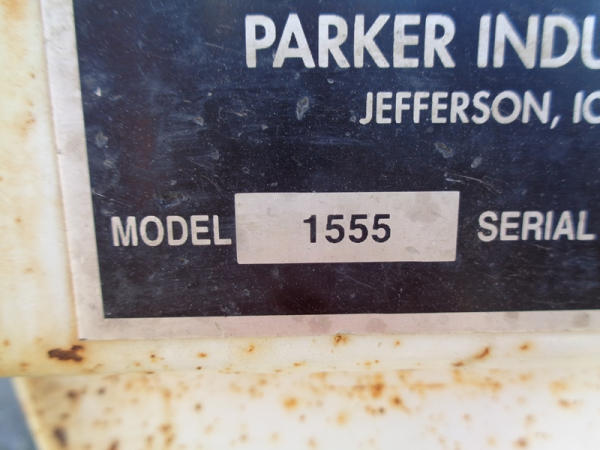 PARKER INDU
JEFFERSON, IO
MODEL 1555 SERIAL